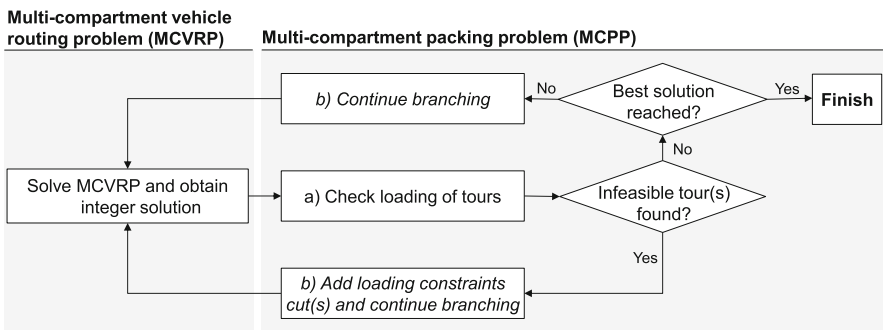 Multi-compartment vehicle
routing problem (MCVRP)
Multi-compartment packing problem (MCPP)
b) Continue branching
No
Best solution
reached?
Yes
Finish
No
Solve MCVRP and obtain
integer solution
a) Check loading of tours
Infeasible tour(s)
found?
Yes
b) Add loading constraints
cut(s) and continue branching